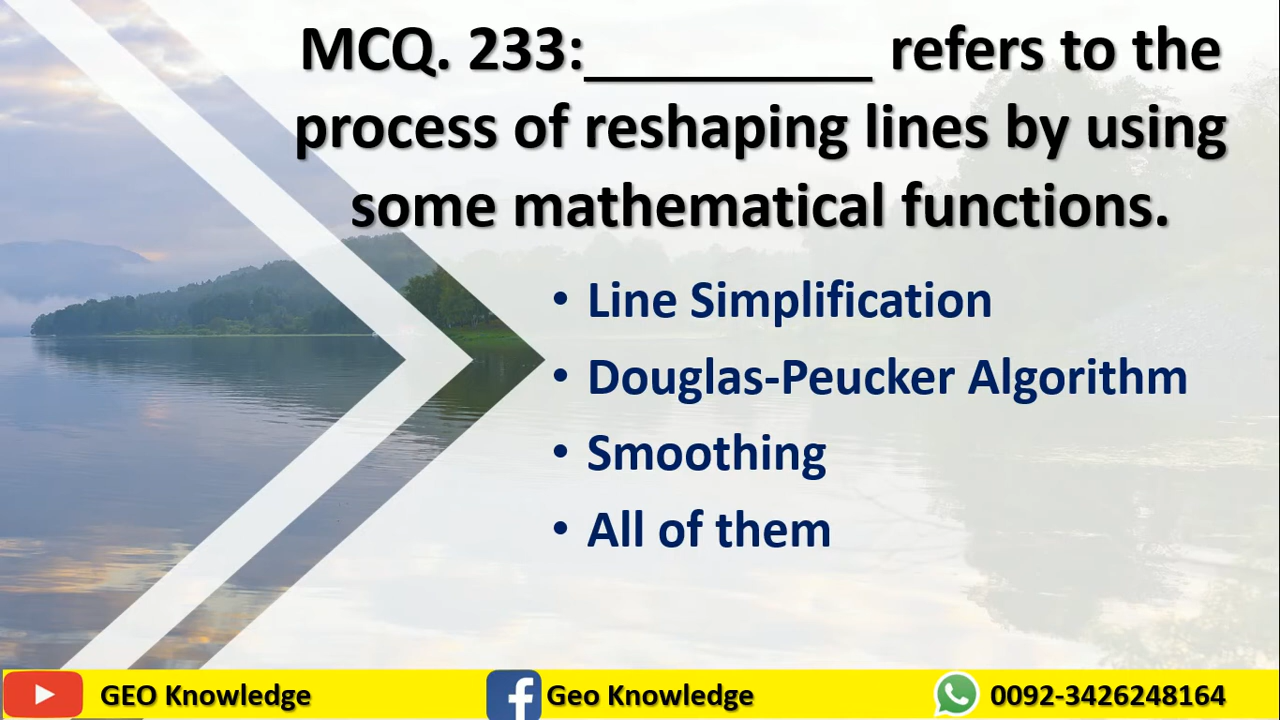 MCQ. 233:_________ refers to the
process of reshaping lines by using
some mathematical functions.
• Line Simplification
• Douglas-Peucker Algorithm
• Smoothing
• All of them
GEO Knowledge
Geo Knowledge
0092-3426248164